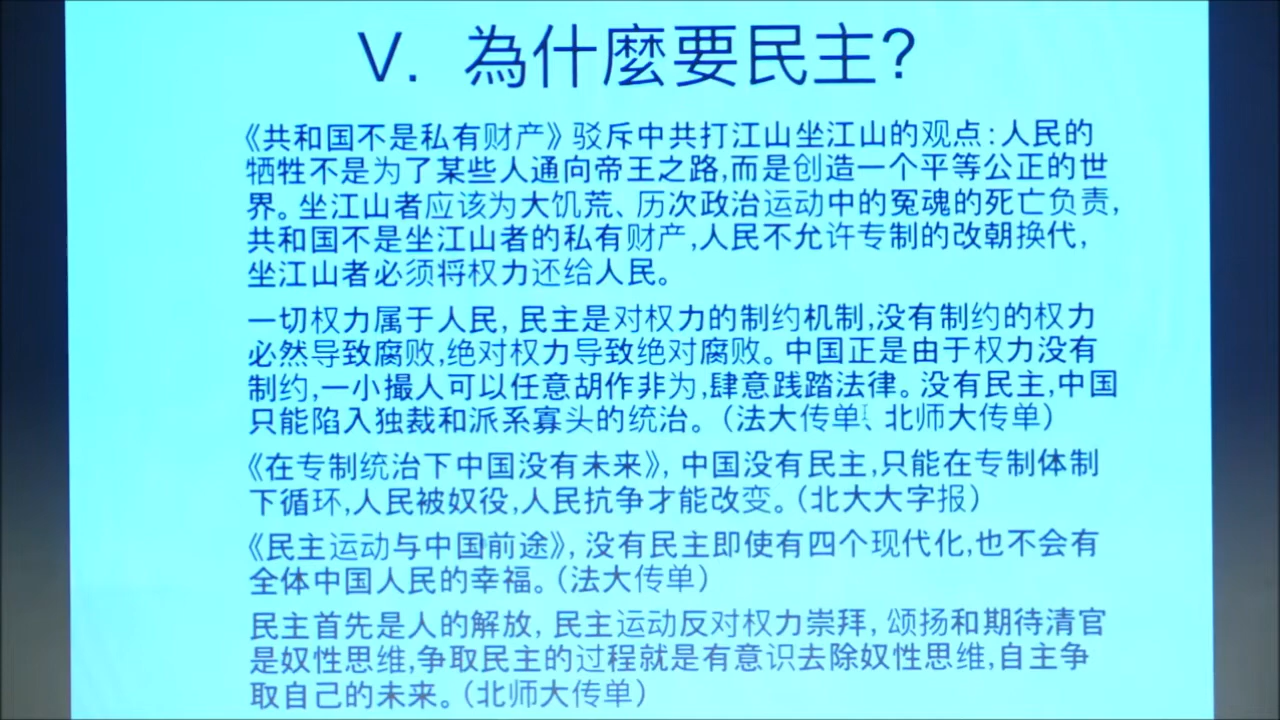 V. 為什麼要民主?
《共和国不是私有财产》驳斥中共打江山坐江山的观点:人民的
牺牲不是为了某些人通向帝王之路,而是创造一个平等公正的世
界。坐江山者应该为大饥荒、历次政治运动中的冤魂的死亡负责,
共和国不是坐江山者的私有财产,人民不允许专制的改朝换代,
坐江山者必须将权力还给人民。
一切权力属于人民, 民主是对权力的制约机制,没有制约的权力
必然导致腐败,绝对权力导致绝对腐败。中国正是由于权力没有
制约,一小撮人可以任意胡作非为,肆意践踏法律。没有民主,中国
只能陷入独裁和派系寡头的统治。(法大传单、北师大传单)
《在专制统治下中国没有未来》, 中国没有民主,只能在专制体制
下循环,人民被奴役,人民抗争才能改变。(北大大字报)
《民主运动与中国前途》, 没有民主即使有四个现代化,也不会有
全体中国人民的幸福。(法大传单)
民主首先是人的解放, 民主运动反对权力崇拜, 颂扬和期待清官
是奴性思维,争取民主的过程就是有意识去除奴性思维,自主争
取自己的未来。(北师大传单)